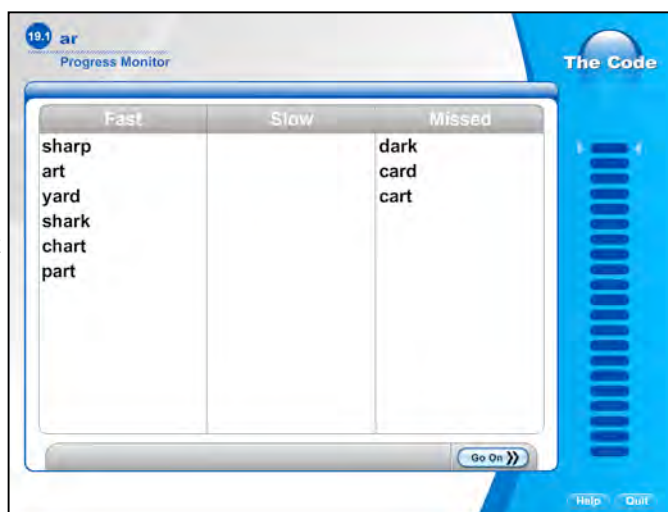 19.1 ar
Progress Monitor
The Code
Fast Slow Missed
sharp dark
art card
yard cart
shark
chart
part
Go On
Help Quit